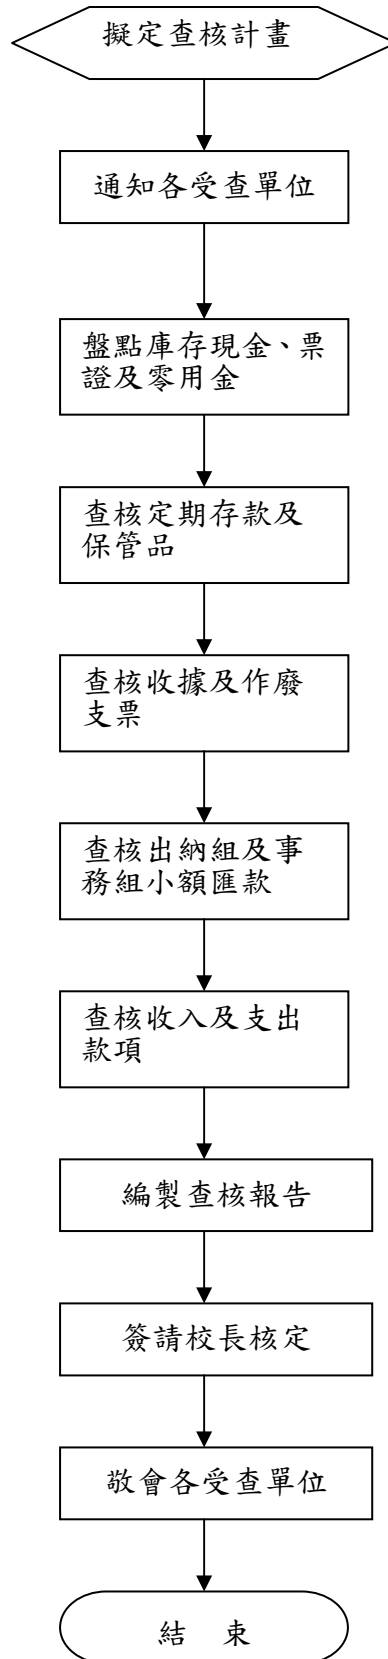 擬定查核計畫
通知各受查單位
盤點庫存現金、票
證及零用金
查核定期存款及
保管品
查核收據及作廢
支票
查核出納組及事
務組小額匯款
查核收入及支出
款項
編製查核報告
簽請校長核定
敬會各受查單位
結 束